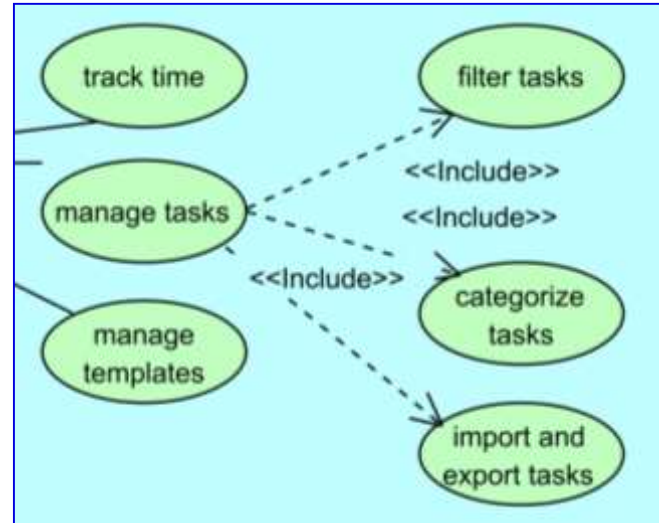 track time
filter tasks
<<Include>>
manage tasks
<<Include>>
<<Include>>
categorize
tasks
manage
templates
import and
export tasks